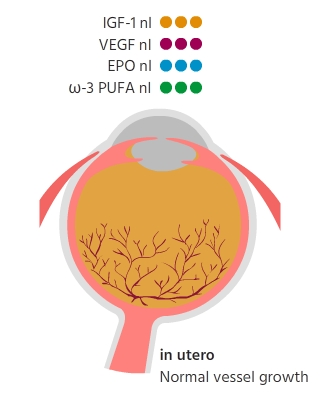 IGF-1 nl
VEGF nl
EPO nl
ω-3 PUFA nl
in utero
Normal vessel growth